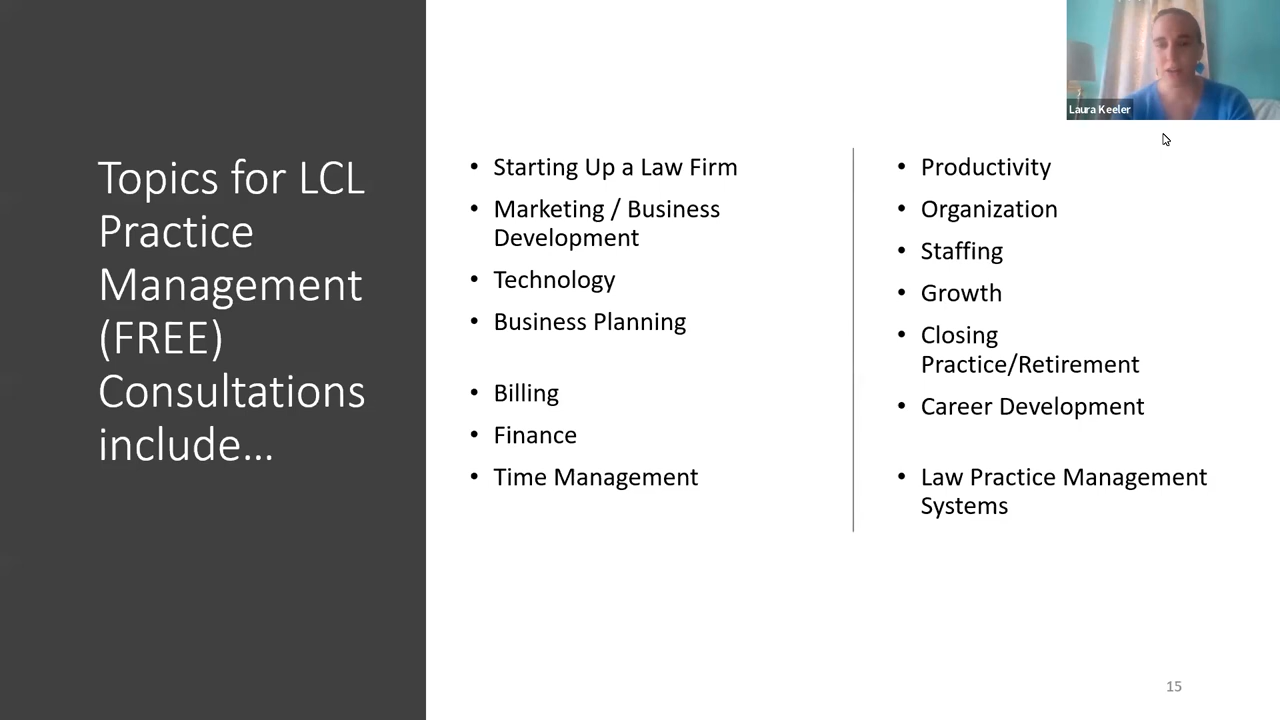 Topics for LCL
Practice
Management
(FREE)
Consultations
include...
• Starting Up a Law Firm
• Marketing / Business
Development
• Technology
• Business Planning
• Billing
• Finance
• Time Management
• Productivity
• Organization
• Staffing
• Growth
• Closing
Practice/Retirement
• Career Development
• Law Practice Management
Systems
Laura Keeler
15